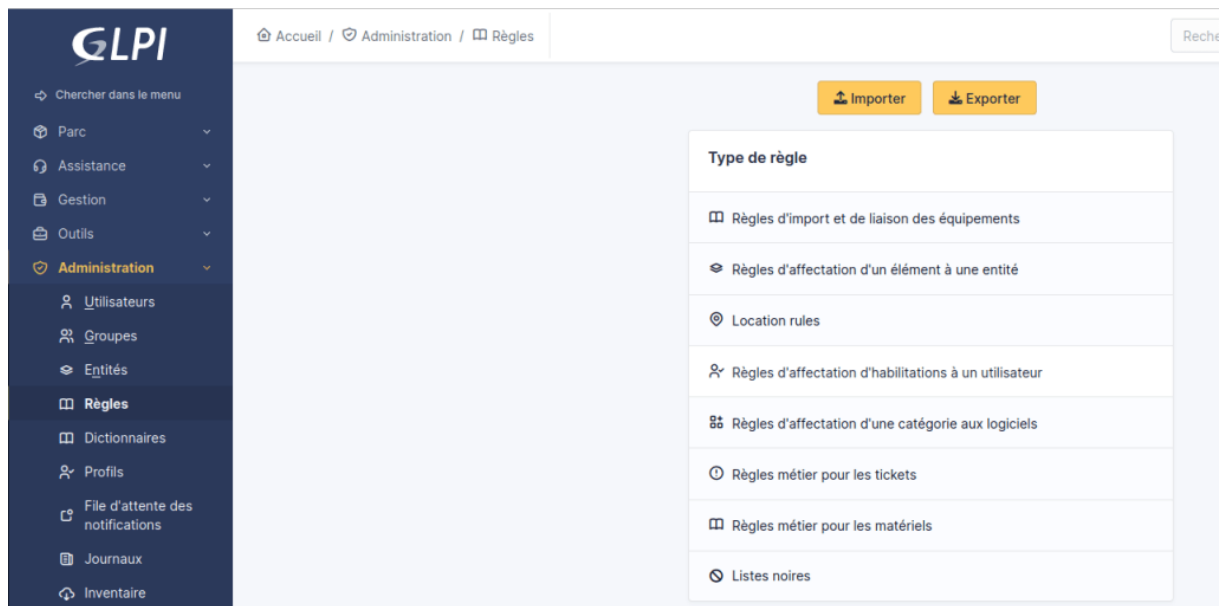 GLPI
Accueil / Administration / Règles
Reche
Chercher dans le menu
Parc
Assistance
Gestion
Outils
Administration
Utilisateurs
Groupes
Entités
Règles
Dictionnaires
Profils
File d'attente des
notifications
Journaux
Inventaire
Importer
Exporter
Type de règle
Règles d'import et de liaison des équipements
Règles d'affectation d'un élément à une entité
Location rules
Règles d'affectation d'habilitations à un utilisateur
Règles d'affectation d'une catégorie aux logiciels
Règles métier pour les tickets
Règles métier pour les matériels
Listes noires